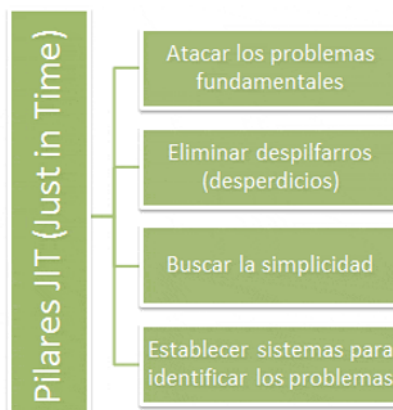 Pilares JIT (Just in Time)
Atacar los problemas
fundamentales
Eliminar despilfarros
(desperdicios)
Buscar la simplicidad
Establecer sistemas para
identificar los problemas